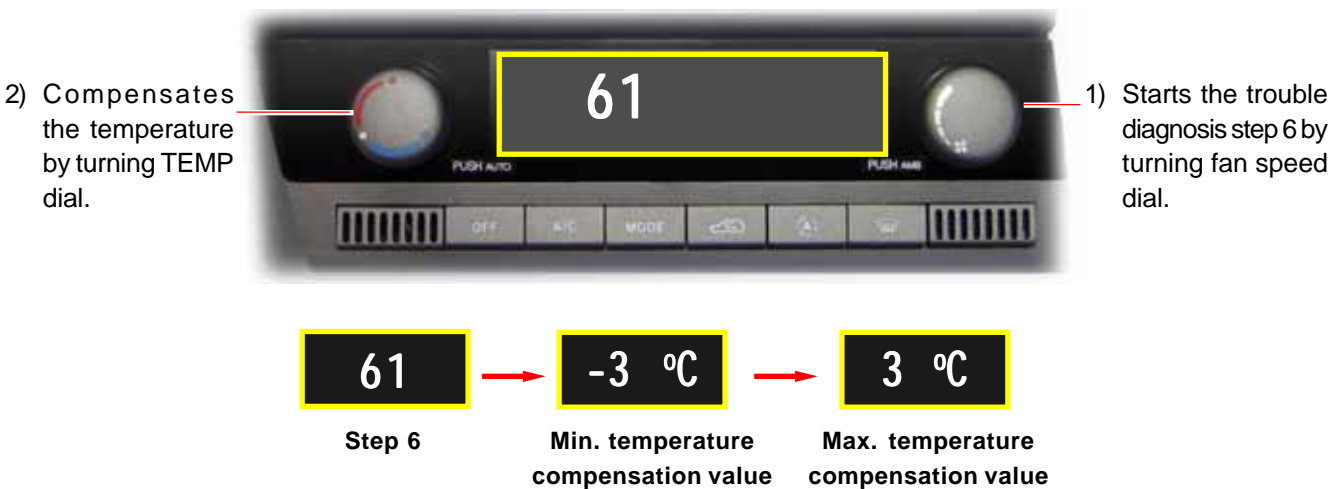 2) Compensates
the temperature
by turning TEMP
dial.
61
1) Starts the trouble
diagnosis step 6 by
turning fan speed
dial.
PUSH AUTO
PUSH AMB
OFF
A/C
MODE
61
-3 ºC
3 ºC
Step 6
Min. temperature
compensation value
Max. temperature
compensation value